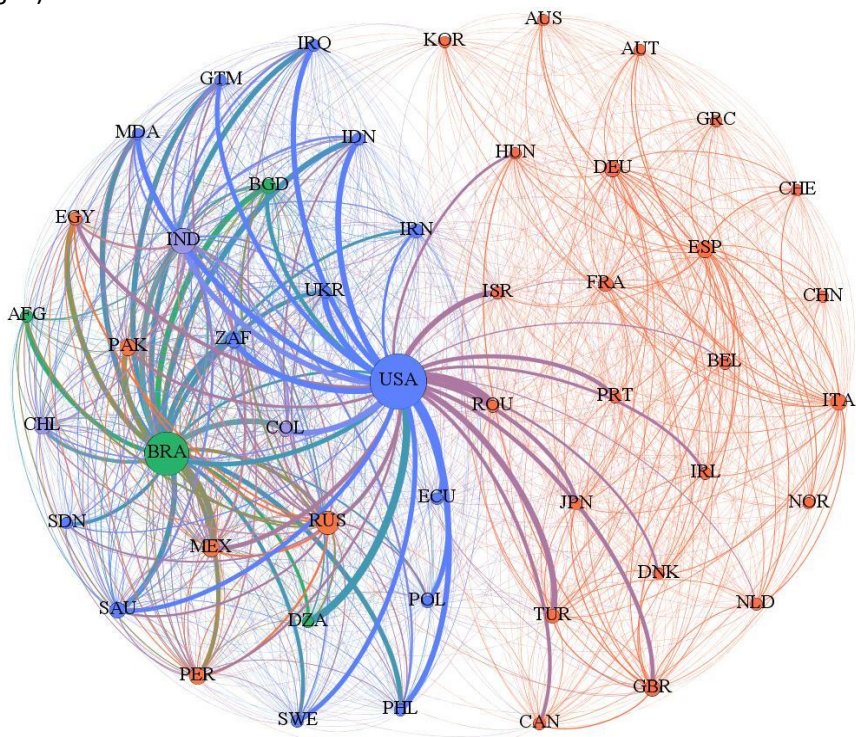 AUS
KOR
IRQ
AUT
GTM
GRC
MDA
IDN
HUN
DEU
BGD
CHE
EGY
IND
IRN
ESP
UKR
ISR
FRA
CHN
AFG
PAK
ZAF
BEL
USA
PRT
ROU
ITA
CHL
COL
BRA
IRL
ECU
JPN
NOR
SDN
RUS
MEX
DNK
POL
NLD
SAU
DZA
TUR
PER
GBR
PHL
SWE
CAN